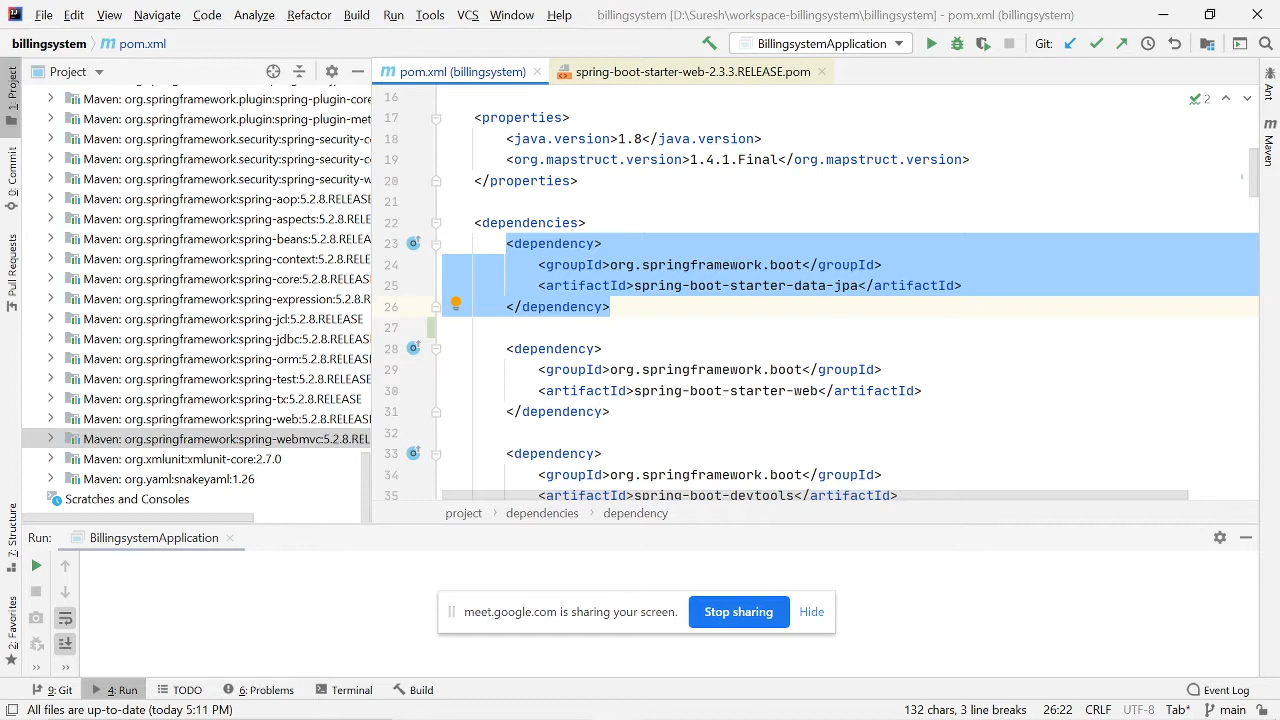 File Edit View Navigate Code Analyze Refactor Build Run Tools VCS Window Help billingsystem [D:\Suresh\workspace-billingsystem\billingsystem] - pom.xml (billingsystem)
billingsystem pom.xml BillingsystemApplication Git:
Project pom.xml (billingsystem) spring-boot-starter-web-2.3.3.RELEASE.pom
1: Project
0: Commit
Pull Requests
7: Structure
2: Favorites
Maven: org.springframework.plugin:spring-plugin-core
Maven: org.springframework.plugin:spring-plugin-met
Maven: org.springframework.security:spring-security-c
Maven: org.springframework.security:spring-security-c
Maven: org.springframework.security:spring-security-w
Maven: org.springframework:spring-aop:5.2.8.RELEASE
Maven: org.springframework:spring-aspects:5.2.8.REL
Maven: org.springframework:spring-beans:5.2.8.RELEA
Maven: org.springframework:spring-context:5.2.8.RELE
Maven: org.springframework:spring-core:5.2.8.RELEAS
Maven: org.springframework:spring-expression:5.2.8.R
Maven: org.springframework:spring-jcl:5.2.8.RELEASE
Maven: org.springframework:spring-jdbc:5.2.8.RELEAS
Maven: org.springframework:spring-orm:5.2.8.RELEAS
Maven: org.springframework:spring-test:5.2.8.RELEAS
Maven: org.springframework:spring-tx:5.2.8.RELEASE
Maven: org.springframework:spring-web:5.2.8.RELEAS
Maven: org.springframework:spring-webmvc:5.2.8.REL
Maven: org.xmlunit:xmlunit-core:2.7.0
Maven: org.yaml:snakeyaml:1.26
Scratches and Consoles
16
17 <properties>
18 <java.version>1.8</java.version>
19 <org.mapstruct.version>1.4.1.Final</org.mapstruct.version>
20 </properties>
21
22 <dependencies>
23 <dependency>
24 <groupId>org.springframework.boot</groupId>
25 <artifactId>spring-boot-starter-data-jpa</artifactId>
26 </dependency>
27
28 <dependency>
29 <groupId>org.springframework.boot</groupId>
30 <artifactId>spring-boot-starter-web</artifactId>
31 </dependency>
32
33 <dependency>
34 <groupId>org.springframework.boot</groupId>
35 <artifactId>spring-boot-devtools</artifactId>
2
Ant
Maven
project dependencies dependency
Run: BillingsystemApplication
meet.google.com is sharing your screen. Stop sharing Hide
9: Git 4: Run TODO 6: Problems Terminal Build Event Log
All files are up-to-date (today 5:11 PM) 132 chars, 3 line breaks 26:22 CRLF UTF-8 Tab* main